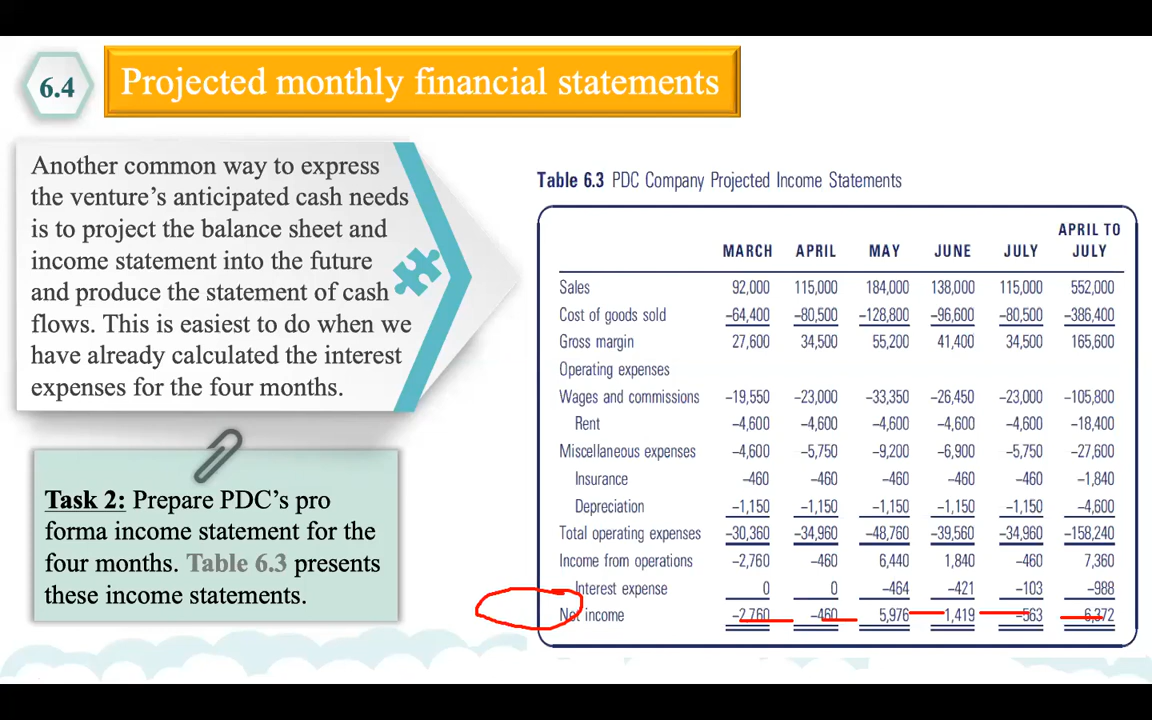 6.4
Projected monthly financial statements
Another common way to express
the venture’s anticipated cash needs
is to project the balance sheet and
income statement into the future
and produce the statement of cash
flows. This is easiest to do when we
have already calculated the interest
expenses for the four months.
Task 2: Prepare PDC’s pro
forma income statement for the
four months. Table 6.3 presents
these income statements.
Table 6.3 PDC Company Projected Income Statements
APRIL TO
MARCH APRIL MAY JUNE JULY JULY
Sales 92,000 115,000 184,000 138,000 115,000 552,000
Cost of goods sold –64,400 –80,500 –128,800 –96,600 –80,500 –386,400
Gross margin 27,600 34,500 55,200 41,400 34,500 165,600
Operating expenses
Wages and commissions –19,550 –23,000 –33,350 –26,450 –23,000 –105,800
Rent –4,600 –4,600 –4,600 –4,600 –4,600 –18,400
Miscellaneous expenses –4,600 –5,750 –9,200 –6,900 –5,750 –27,600
Insurance –460 –460 –460 –460 –460 –1,840
Depreciation –1,150 –1,150 –1,150 –1,150 –1,150 –4,600
Total operating expenses –30,360 –34,960 –48,760 –39,560 –34,960 –158,240
Income from operations –2,760 –460 6,440 1,840 –460 7,360
Interest expense 0 0 –464 –421 –103 –988
Net income –2,760 –460 5,976 1,419 –563 6,372